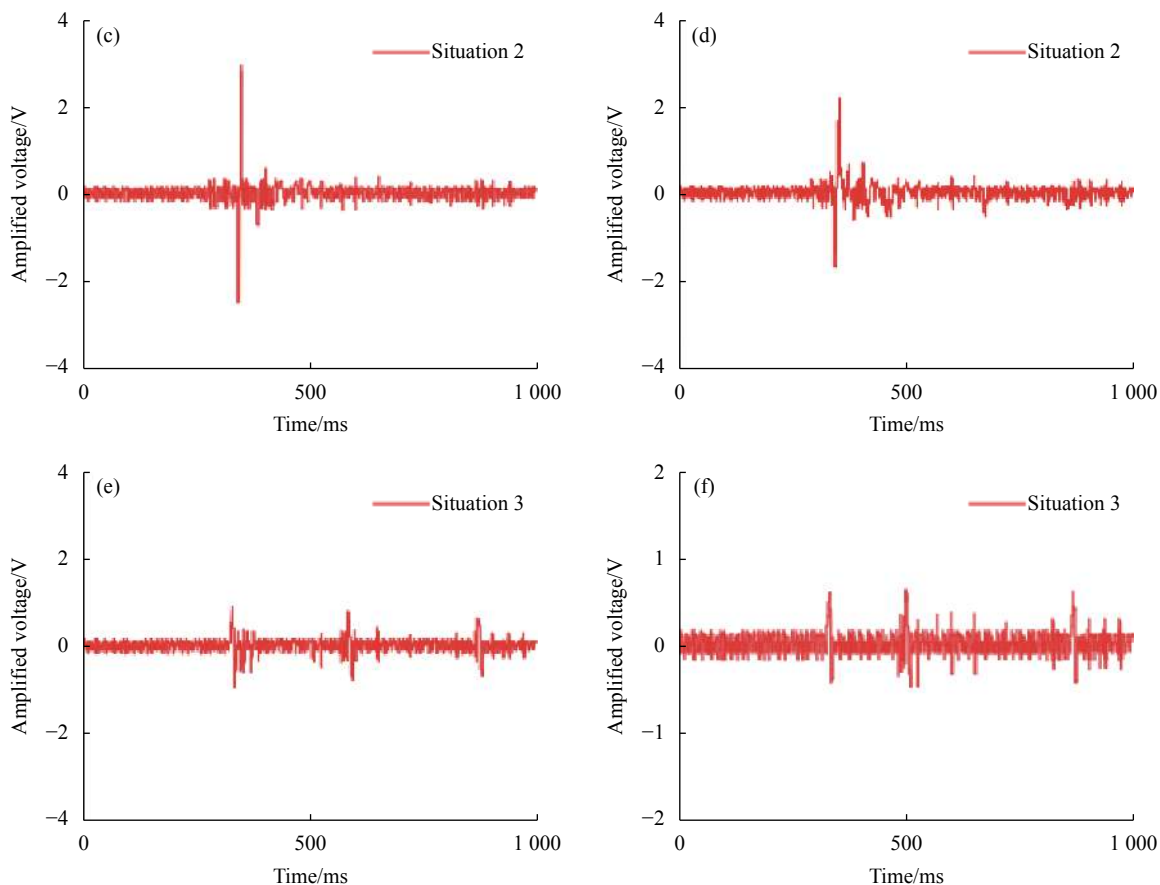 4
(c)
Situation 2
2
0
−2
−4
0
500
1 000
Amplified voltage/V
Time/ms
4
(d)
Situation 2
2
0
−2
−4
0
500
1 000
Amplified voltage/V
Time/ms
4
(e)
Situation 3
2
0
−2
−4
0
500
1 000
Amplified voltage/V
Time/ms
2
(f)
Situation 3
1
0
−1
−2
0
500
1 000
Amplified voltage/V
Time/ms